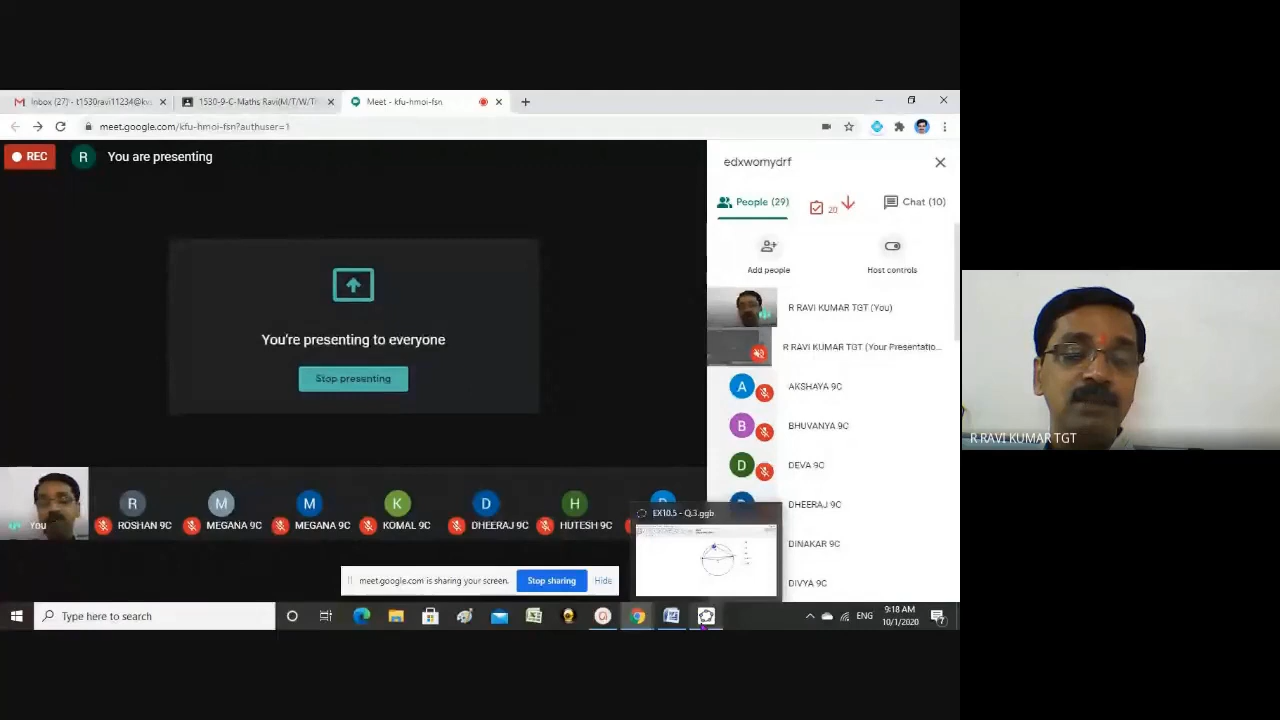 Inbox (27) - t1530ravi11234@kv
1530-9-C-Maths Ravi(M/T/W/Th
Meet - kfu-hmoi-fsn
meet.google.com/kfu-hmoi-fsn?authuser=1
REC
R
You are presenting
edxwomydrf
People (29)
20
Chat (10)
Add people
Host controls
You're presenting to everyone
Stop presenting
R RAVI KUMAR TGT (You)
R RAVI KUMAR TGT (Your Presentatio...
A
AKSHAYA 9C
B
BHUVANYA 9C
D
DEVA 9C
DHEERAJ 9C
DINAKAR 9C
DIVYA 9C
You
R
ROSHAN 9C
M
MEGANA 9C
M
MEGANA 9C
K
KOMAL 9C
D
DHEERAJ 9C
H
HUTESH 9C
EX10.5 - Q.3.ggb
meet.google.com is sharing your screen.
Stop sharing
Hide
Type here to search
ENG
9:18 AM
10/1/2020
7
R RAVI KUMAR TGT